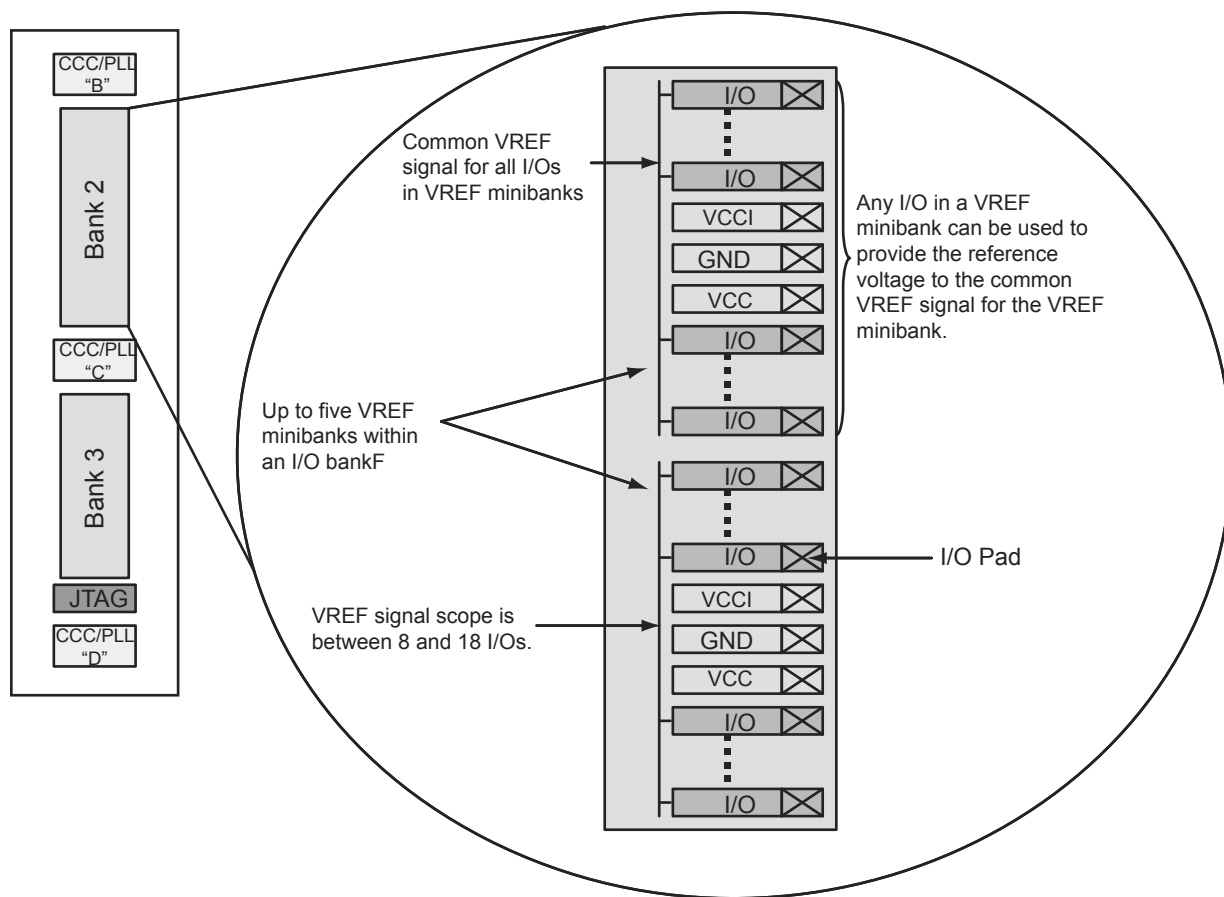 CCC/PLL
“B”
Bank 2
CCC/PLL
“C”
Bank 3
JTAG
CCC/PLL
“D”
Common VREF
signal for all I/Os
in VREF minibanks
Up to five VREF
minibanks within
an I/O bankF
VREF signal scope is
between 8 and 18 I/Os.
I/O
I/O
VCCI
GND
VCC
I/O
I/O
I/O
I/O
VCCI
GND
VCC
I/O
I/O
Any I/O in a VREF
minibank can be used to
provide the reference
voltage to the common
VREF signal for the VREF
minibank.
I/O Pad